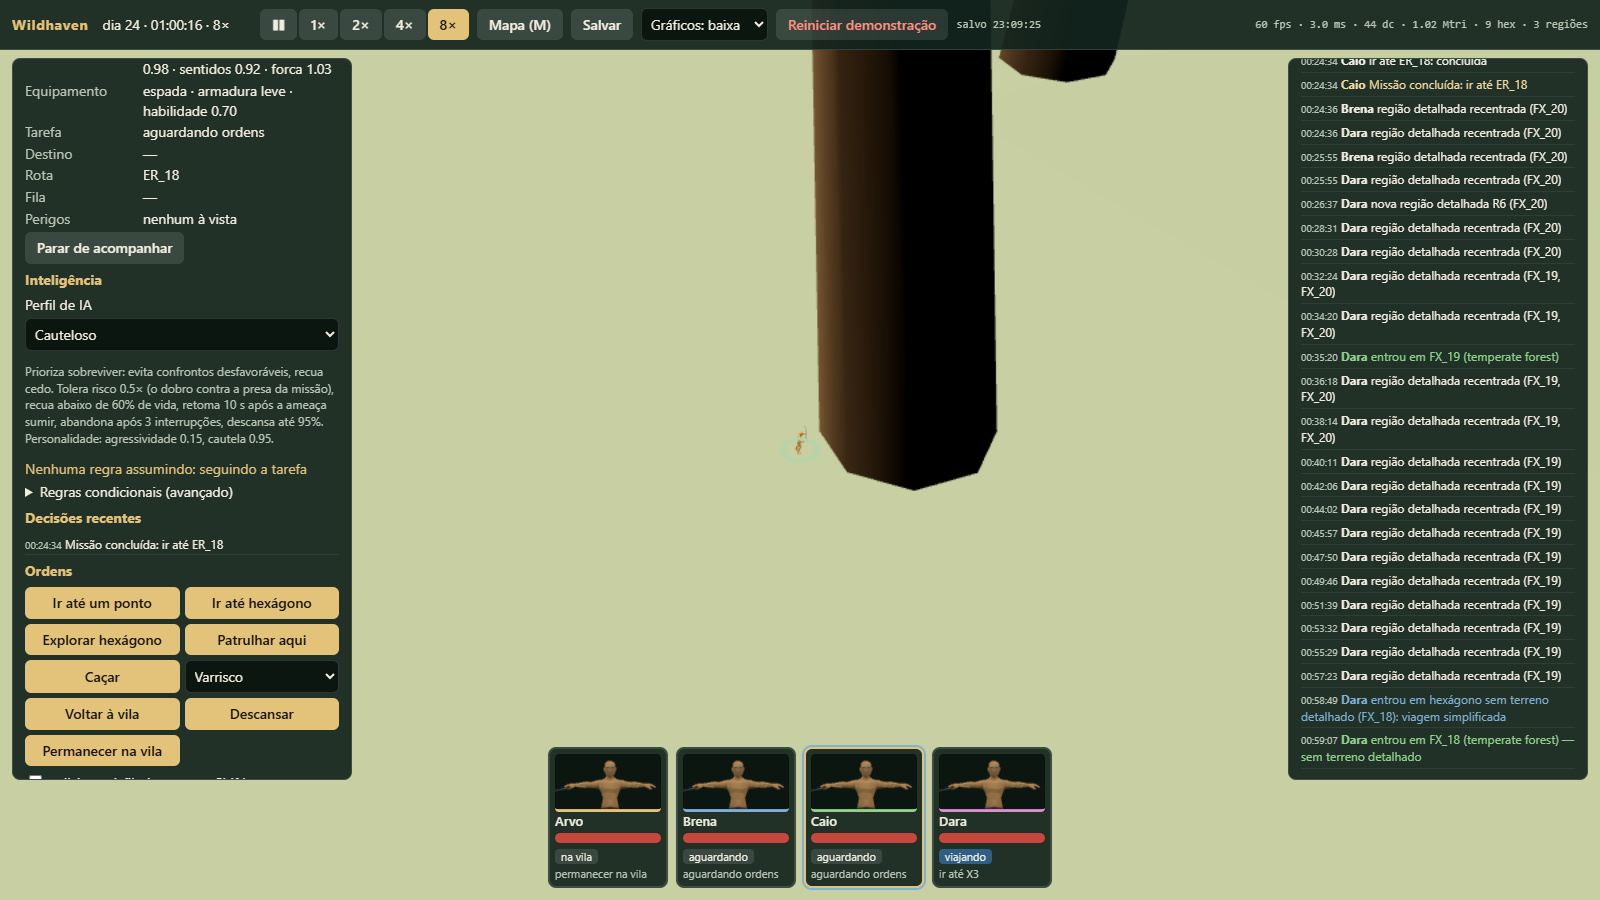 Wildhaven dia 24 · 01:00:16 · 8× 1× 2× 4× 8× Mapa (M) Salvar Gráficos: baixa Reiniciar demonstração salvo 23:09:25 60 fps · 3.0 ms · 44 dc · 1.02 Mtri · 9 hex · 3 regiões
0.98 · sentidos 0.92 · forca 1.03
Equipamento espada · armadura leve ·
habilidade 0.70
Tarefa aguardando ordens
Destino —
Rota ER_18
Fila —
Perigos nenhum à vista
Parar de acompanhar
Inteligência
Perfil de IA
Cauteloso
Prioriza sobreviver: evita confrontos desfavoráveis, recua
cedo. Tolera risco 0.5× (o dobro contra a presa da missão),
recua abaixo de 60% de vida, retoma 10 s após a ameaça
sumir, abandona após 3 interrupções, descansa até 95%.
Personalidade: agressividade 0.15, cautela 0.95.
Nenhuma regra assumindo: seguindo a tarefa
▶ Regras condicionais (avançado)
Decisões recentes
00:24:34 Missão concluída: ir até ER_18
Ordens
Ir até um ponto Ir até hexágono
Explorar hexágono Patrulhar aqui
Caçar Varrisco
Voltar à vila Descansar
Permanecer na vila
Arvo
na vila
permanecer na vila
Brena
aguardando
aguardando ordens
Caio
aguardando
aguardando ordens
Dara
viajando
ir até X3
00:24:34 Caio ir até ER_18: concluída
00:24:34 Caio Missão concluída: ir até ER_18
00:24:36 Brena região detalhada recentrada (FX_20)
00:24:36 Dara região detalhada recentrada (FX_20)
00:25:55 Brena região detalhada recentrada (FX_20)
00:25:55 Dara região detalhada recentrada (FX_20)
00:26:37 Dara nova região detalhada R6 (FX_20)
00:28:31 Dara região detalhada recentrada (FX_20)
00:30:28 Dara região detalhada recentrada (FX_20)
00:32:24 Dara região detalhada recentrada (FX_19,
FX_20)
00:34:20 Dara região detalhada recentrada (FX_19,
FX_20)
00:35:20 Dara entrou em FX_19 (temperate forest)
00:36:18 Dara região detalhada recentrada (FX_19,
FX_20)
00:38:14 Dara região detalhada recentrada (FX_19,
FX_20)
00:40:11 Dara região detalhada recentrada (FX_19)
00:42:06 Dara região detalhada recentrada (FX_19)
00:44:02 Dara região detalhada recentrada (FX_19)
00:45:57 Dara região detalhada recentrada (FX_19)
00:47:50 Dara região detalhada recentrada (FX_19)
00:49:46 Dara região detalhada recentrada (FX_19)
00:51:39 Dara região detalhada recentrada (FX_19)
00:53:32 Dara região detalhada recentrada (FX_19)
00:55:29 Dara região detalhada recentrada (FX_19)
00:57:23 Dara região detalhada recentrada (FX_19)
00:58:49 Dara entrou em hexágono sem terreno
detalhado (FX_18): viagem simplificada
00:59:07 Dara entrou em FX_18 (temperate forest) —
sem terreno detalhado